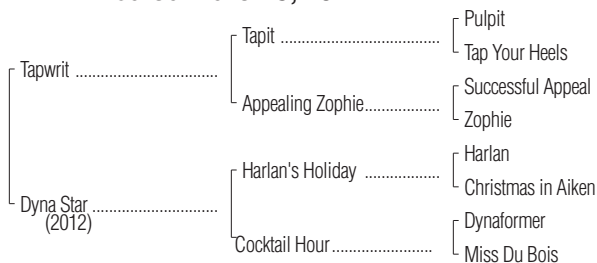 Tapwrit ..................................
Tapit ......................................
Pulpit
Tap Your Heels
Appealing Zophie..................
Successful Appeal
Zophie
Dyna Star ..............................
(2012)
Harlan's Holiday ..................
Harlan
Christmas in Aiken
Cocktail Hour........................
Dynaformer
Miss Du Bois